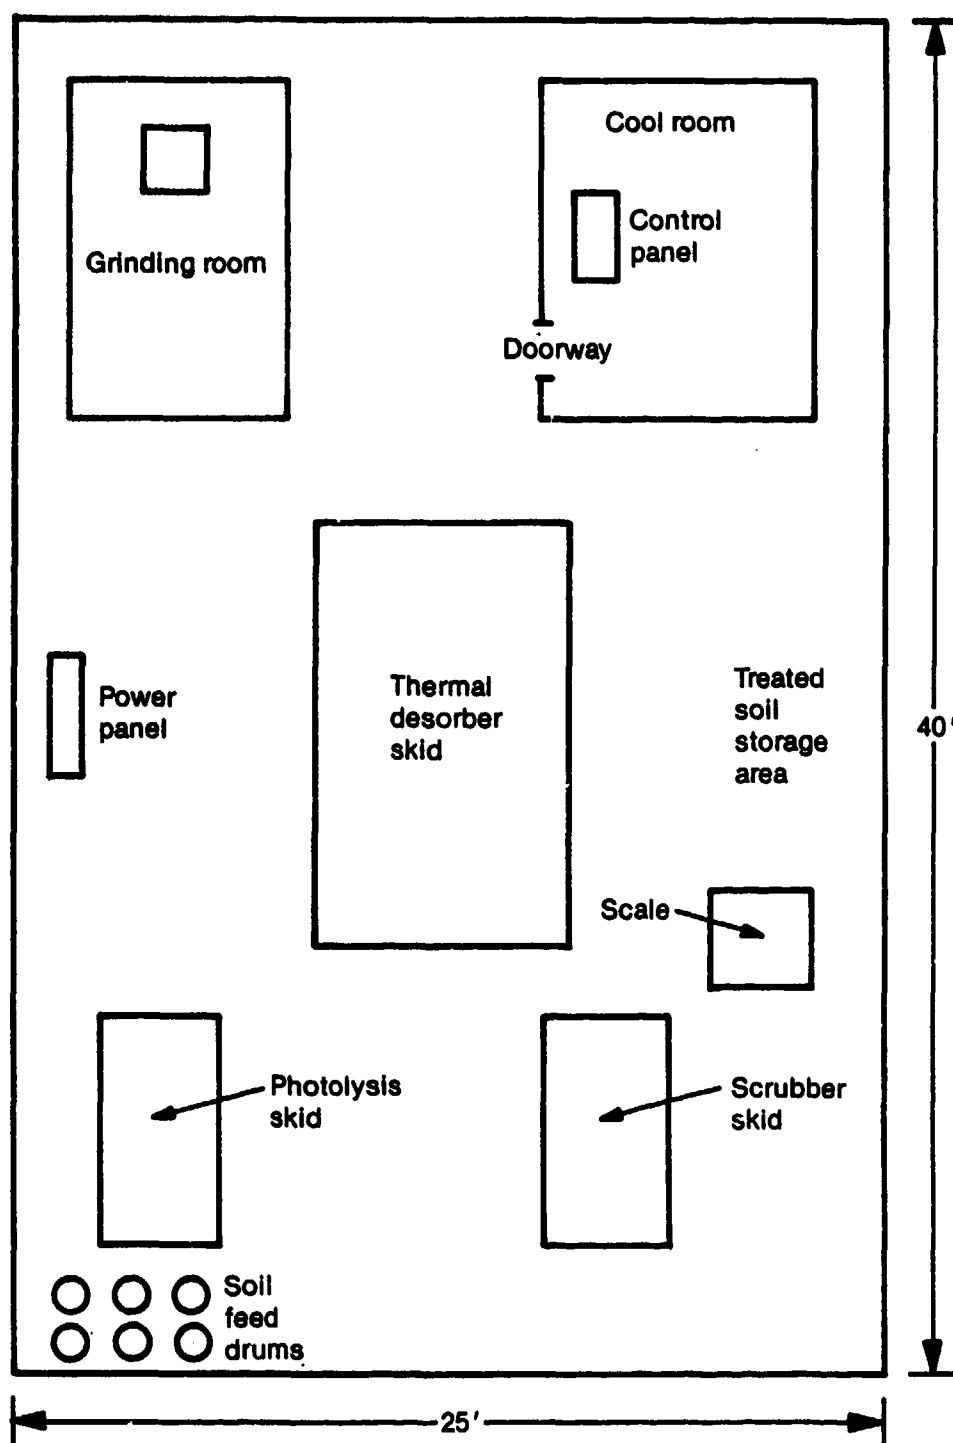 Cool room
Control
panel
Grinding room
Doorway
Power
panel
Thermal
desorber
skid
Treated
soil
storage
area
40'
Scale
Photolysis
skid
Scrubber
skid
Soil
feed
drums
25'